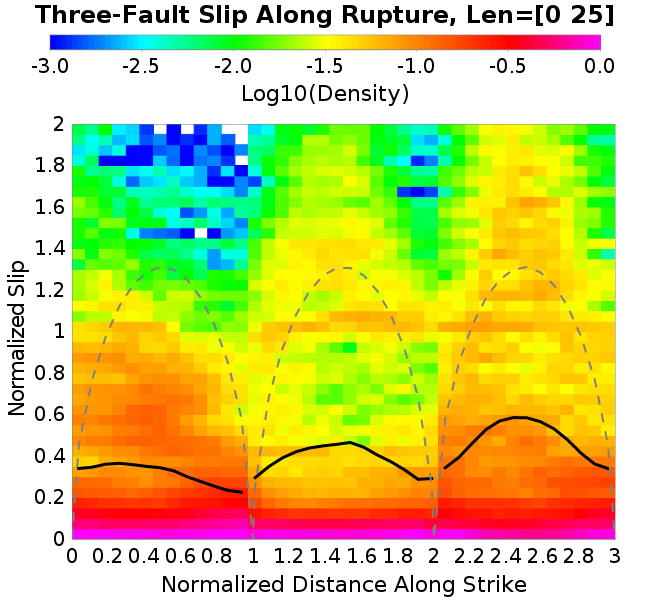 Three-Fault Slip Along Rupture, Len=[0 25]
-3.0 -2.5 -2.0 -1.5 -1.0 -0.5 0.0
Log10(Density)
2
1.8
1.6
1.4
1.2
1
0.8
0.6
0.4
0.2
0
Normalized Slip
0 0.2 0.4 0.6 0.8 1 1.2 1.4 1.6 1.8 2 2.2 2.4 2.6 2.8 3
Normalized Distance Along Strike